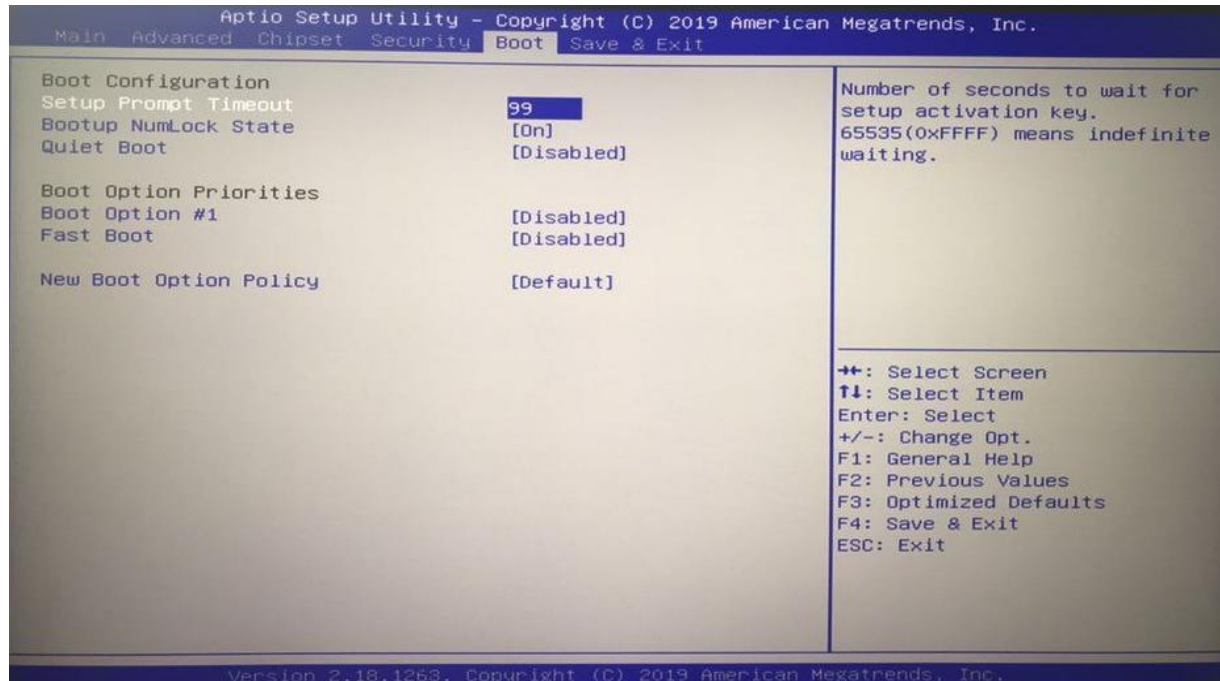 Aptio Setup Utility – Copyright (C) 2019 American Megatrends, Inc.
Main Advanced Chipset Security Boot Save & Exit
Boot Configuration
Setup Prompt Timeout 99
Bootup NumLock State [On]
Quiet Boot [Disabled]
Boot Option Priorities
Boot Option #1 [Disabled]
Fast Boot [Disabled]
New Boot Option Policy [Default]
Number of seconds to wait for
setup activation key.
65535(0xFFFF) means indefinite
waiting.
→←: Select Screen
↑↓: Select Item
Enter: Select
+/-: Change Opt.
F1: General Help
F2: Previous Values
F3: Optimized Defaults
F4: Save & Exit
ESC: Exit
Version 2.18.1263. Copyright (C) 2019 American Megatrends, Inc.